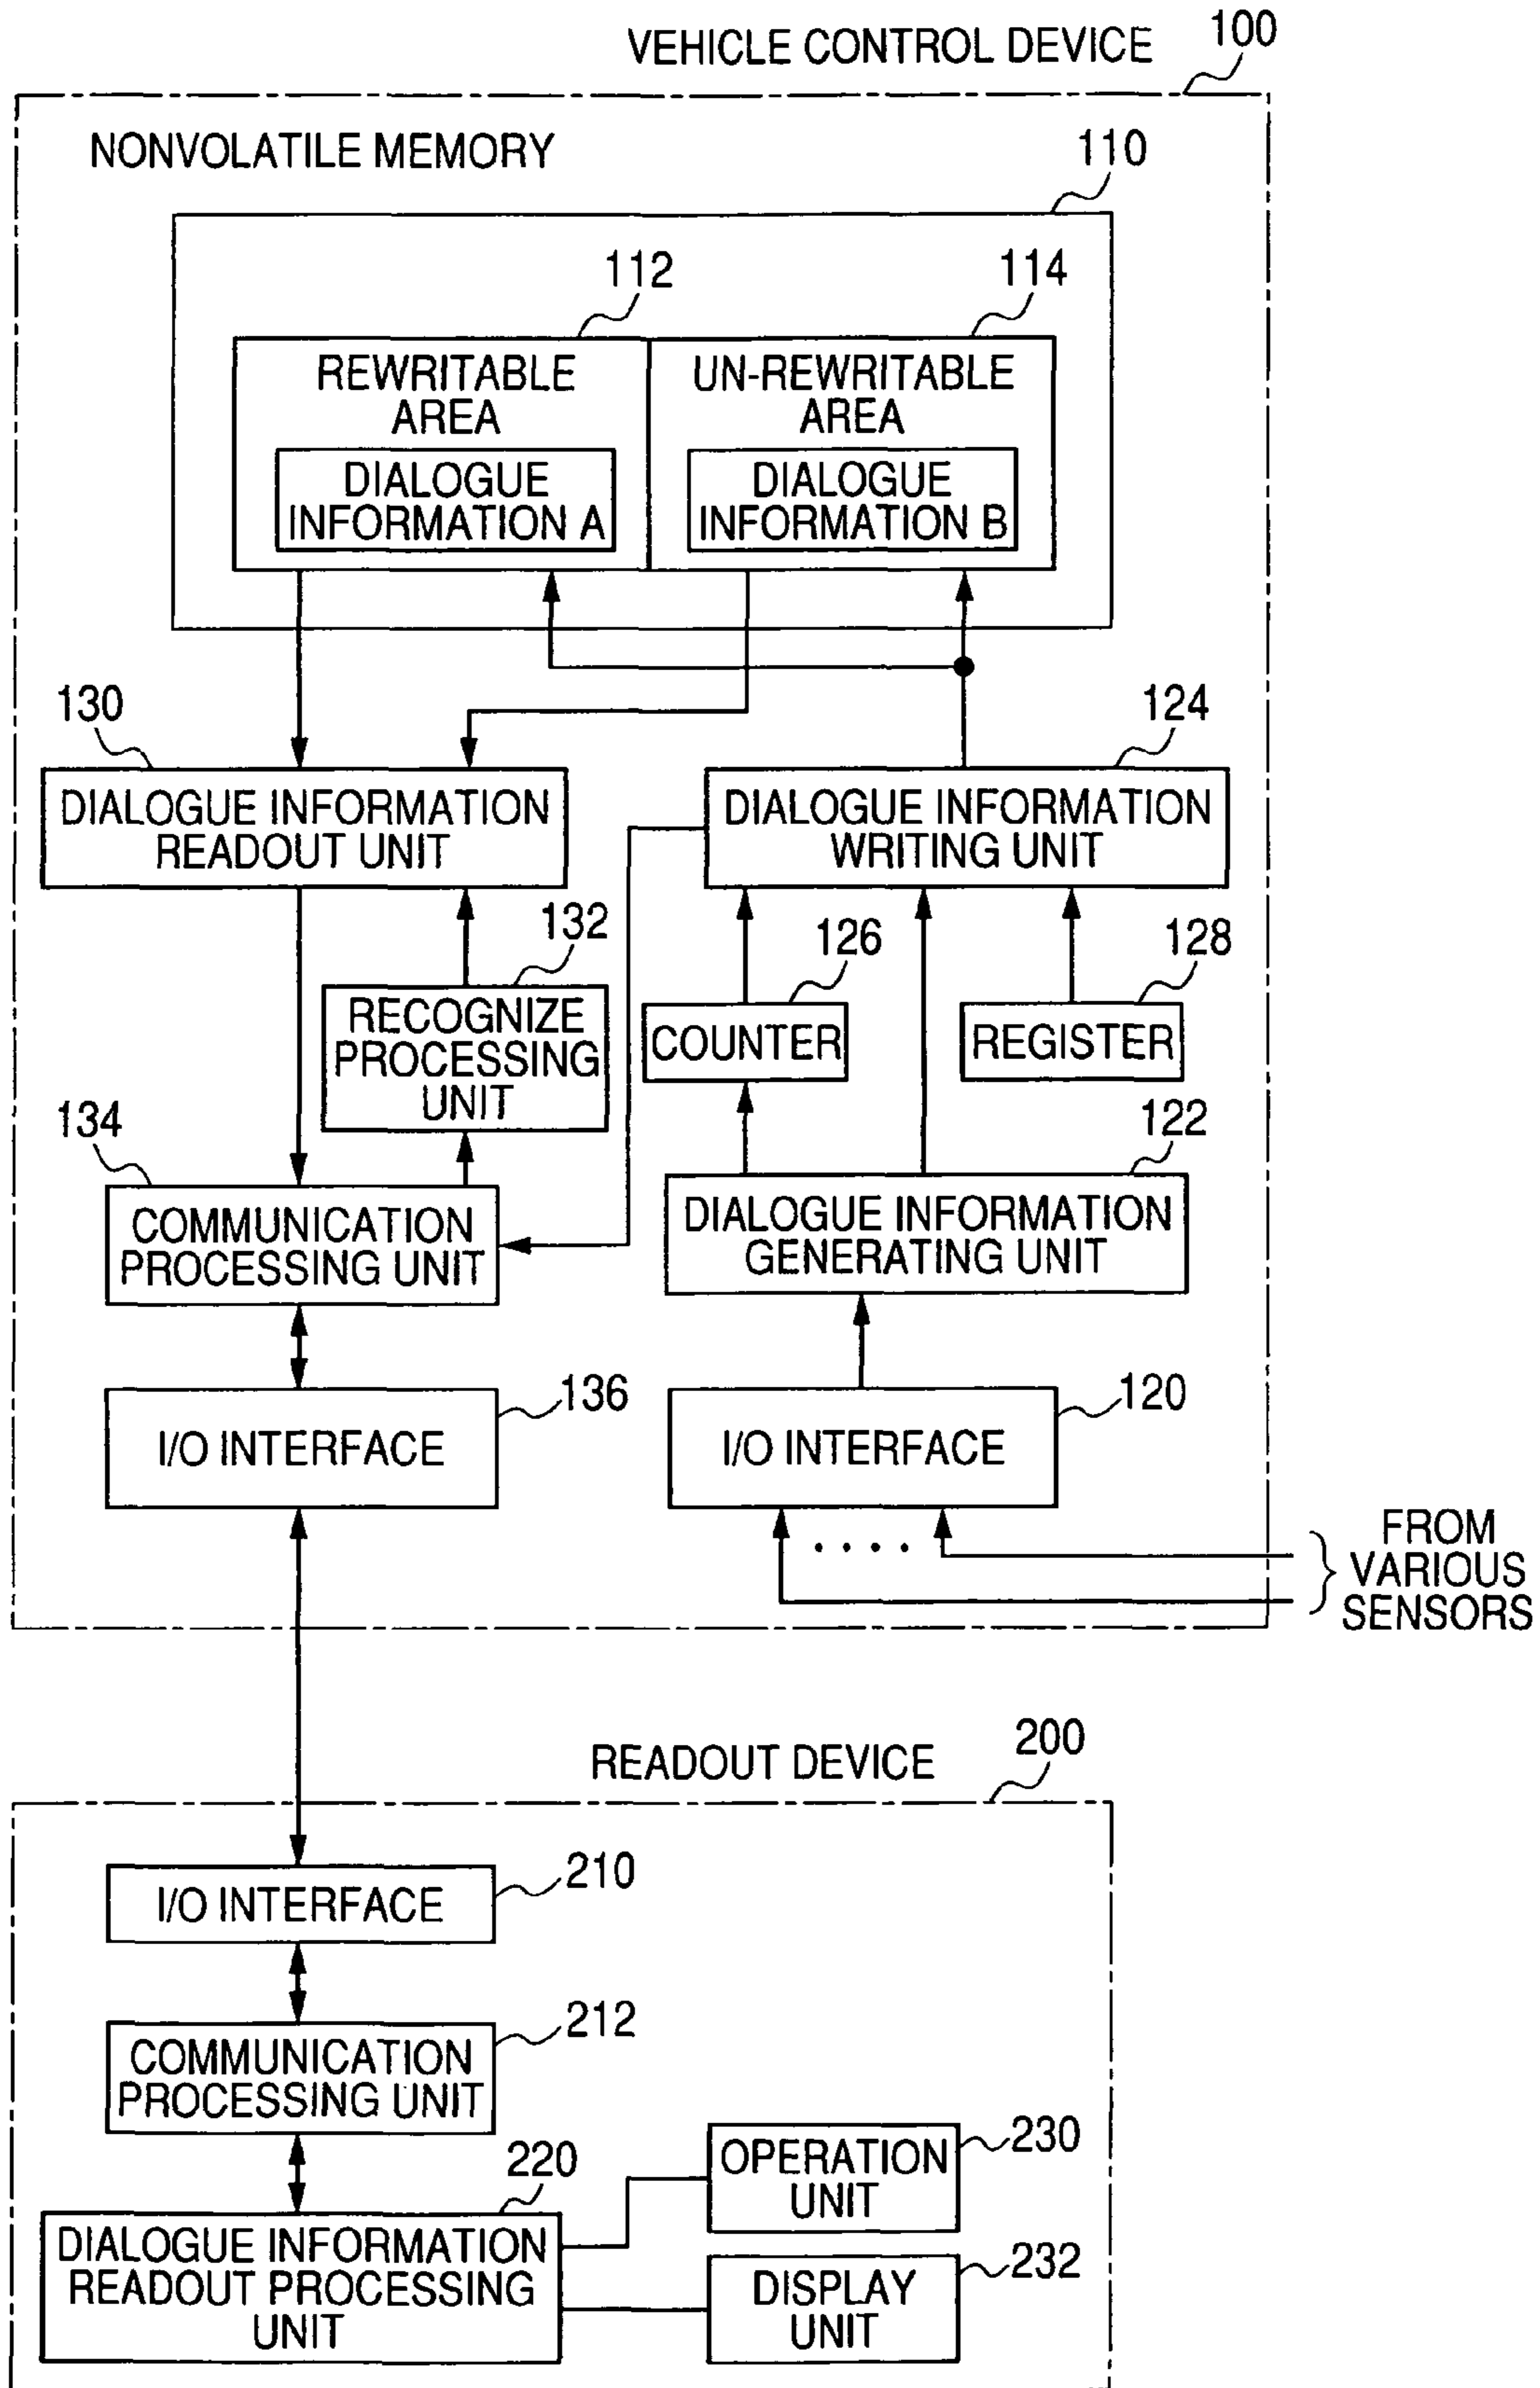 VEHICLE CONTROL DEVICE
100
NONVOLATILE MEMORY
110
112
114
REWRITABLE
AREA
UN-REWRITABLE
AREA
DIALOGUE
INFORMATION A
DIALOGUE
INFORMATION B
130
124
DIALOGUE INFORMATION
READOUT UNIT
DIALOGUE INFORMATION
WRITING UNIT
132
126
128
RECOGNIZE
PROCESSING
UNIT
COUNTER
REGISTER
134
122
COMMUNICATION
PROCESSING UNIT
DIALOGUE INFORMATION
GENERATING UNIT
136
120
I/O INTERFACE
I/O INTERFACE
FROM
VARIOUS
SENSORS
READOUT DEVICE
200
I/O INTERFACE
210
COMMUNICATION
PROCESSING UNIT
212
220
DIALOGUE INFORMATION
READOUT PROCESSING
UNIT
OPERATION
UNIT
230
DISPLAY
UNIT
232